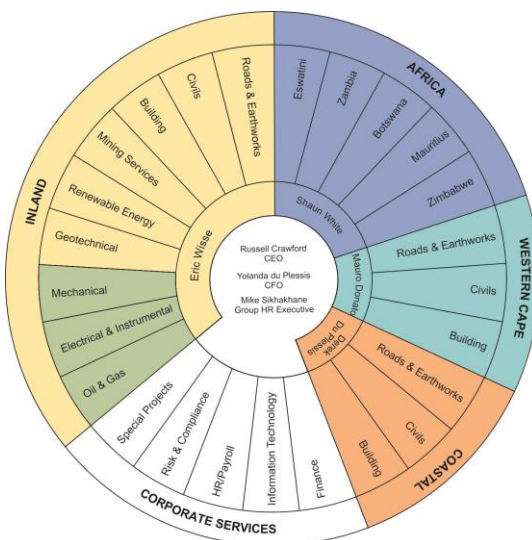 Russell Crawford
CEO
Yolanda du Plessis
CFO
Mike Sikhakhane
Group HR Executive
AFRICA
Shaun White
Eswatini
Zambia
Botswana
Mauritius
Zimbabwe
WESTERN CAPE
Mauro Donato
Roads & Earthworks
Civils
Building
COASTAL
Derek
Du Plessis
Roads & Earthworks
Civils
Building
CORPORATE SERVICES
Finance
Information Technology
HR/Payroll
Risk & Compliance
Special Projects
INLAND
Eric Wisse
Oil & Gas
Electrical & Instrumental
Mechanical
Geotechnical
Renewable Energy
Mining Services
Building
Civils
Roads & Earthworks